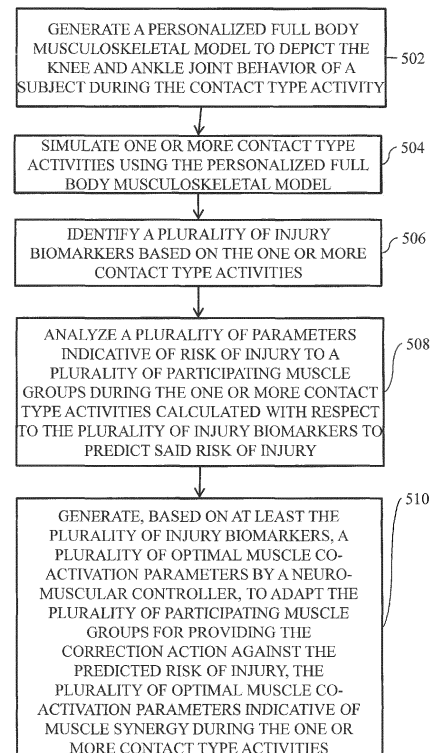 GENERATE A PERSONALIZED FULL BODY
MUSCULOSKELETAL MODEL TO DEPICT THE
KNEE AND ANKLE JOINT BEHAVIOR OF A
SUBJECT DURING THE CONTACT TYPE ACTIVITY
502
SIMULATE ONE OR MORE CONTACT TYPE
ACTIVITIES USING THE PERSONALIZED FULL
BODY MUSCULOSKELETAL MODEL
504
IDENTIFY A PLURALITY OF INJURY
BIOMARKERS BASED ON THE ONE OR MORE
CONTACT TYPE ACTIVITIES
506
ANALYZE A PLURALITY OF PARAMETERS
INDICATIVE OF RISK OF INJURY TO A
PLURALITY OF PARTICIPATING MUSCLE
GROUPS DURING THE ONE OR MORE CONTACT
TYPE ACTIVITIES CALCULATED WITH RESPECT
TO THE PLURALITY OF INJURY BIOMARKERS TO
PREDICT SAID RISK OF INJURY
508
GENERATE, BASED ON AT LEAST THE
PLURALITY OF INJURY BIOMARKERS, A
PLURALITY OF OPTIMAL MUSCLE CO-
ACTIVATION PARAMETERS BY A NEURO-
MUSCULAR CONTROLLER, TO ADAPT THE
PLURALITY OF PARTICIPATING MUSCLE
GROUPS FOR PROVIDING THE
CORRECTION ACTION AGAINST THE
PREDICTED RISK OF INJURY, THE
PLURALITY OF OPTIMAL MUSCLE CO-
ACTIVATION PARAMETERS INDICATIVE OF
MUSCLE SYNERGY DURING THE ONE OR
MORE CONTACT TYPE ACTIVITIES
510